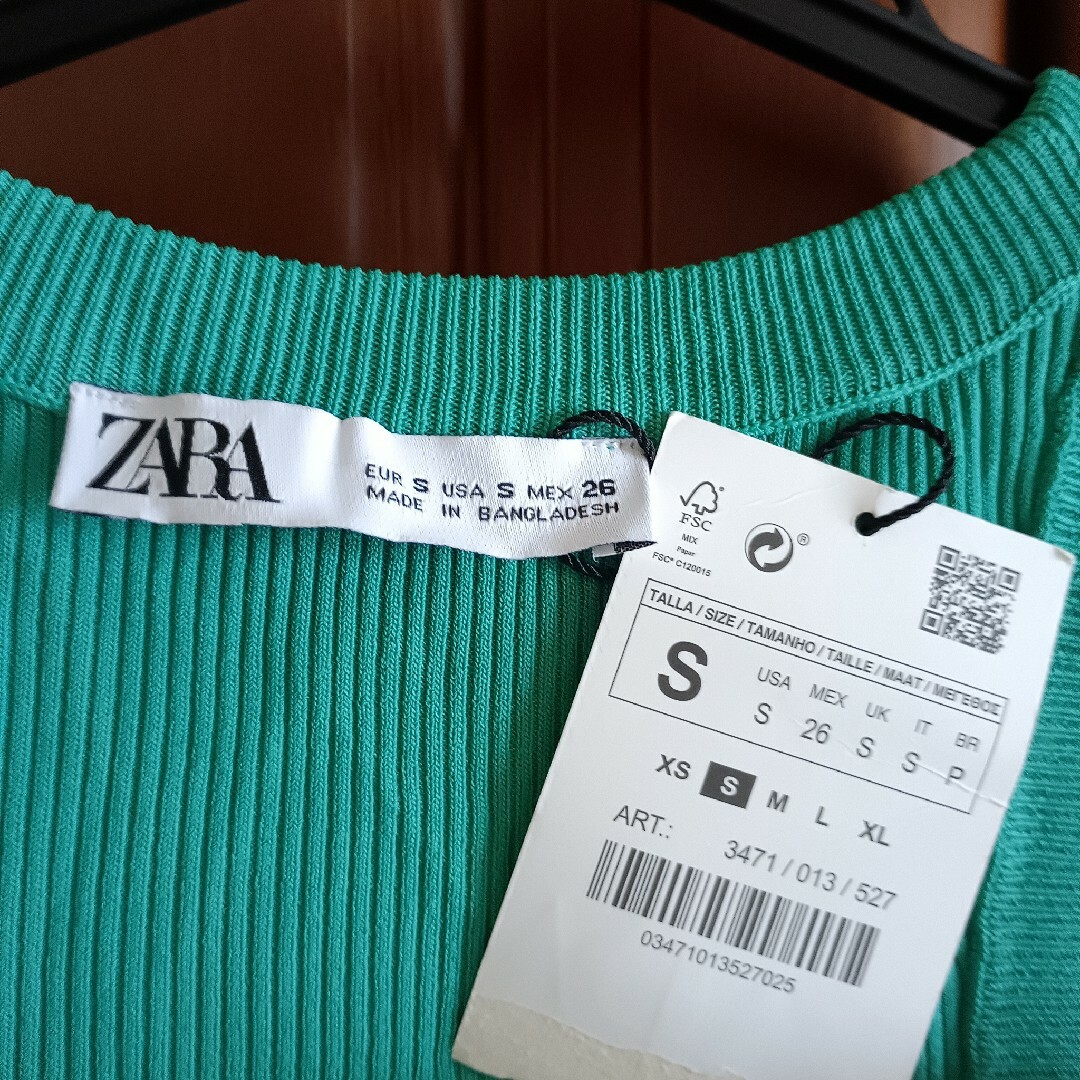 ZARA
EUR S USA S MEX 26
MADE IN BANGLADESH
FSC
MIX
Paper
FSC® C120015
®
TALLA / SIZE / TAMANHO / TAILLE / MAAT / ΜΕΓΕΘΟΣ
S
USA MEX UK IT BR
S 26 S S P
XS S M L XL
ART.:
3471 / 013 / 527
03471013527025